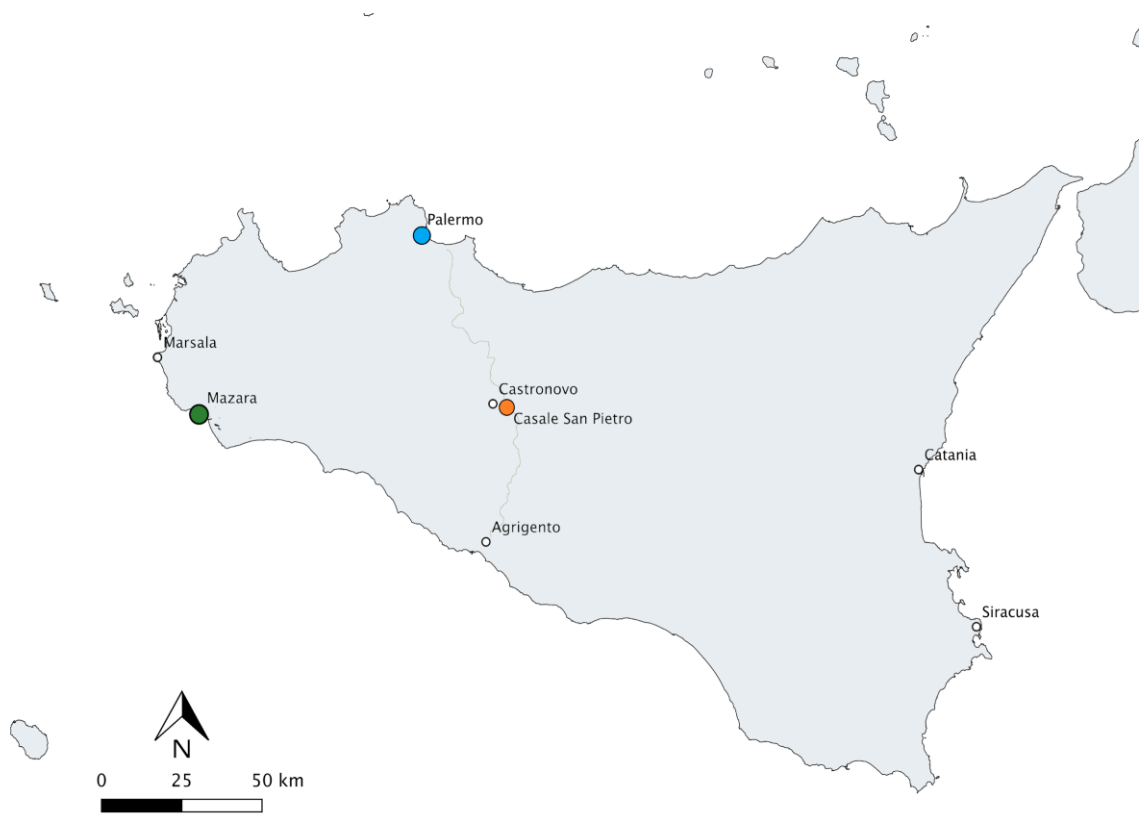 Palermo
Marsala
Mazara
Castronovo
Casale San Pietro
Catania
Agrigento
Siracusa
N
0 25 50 km